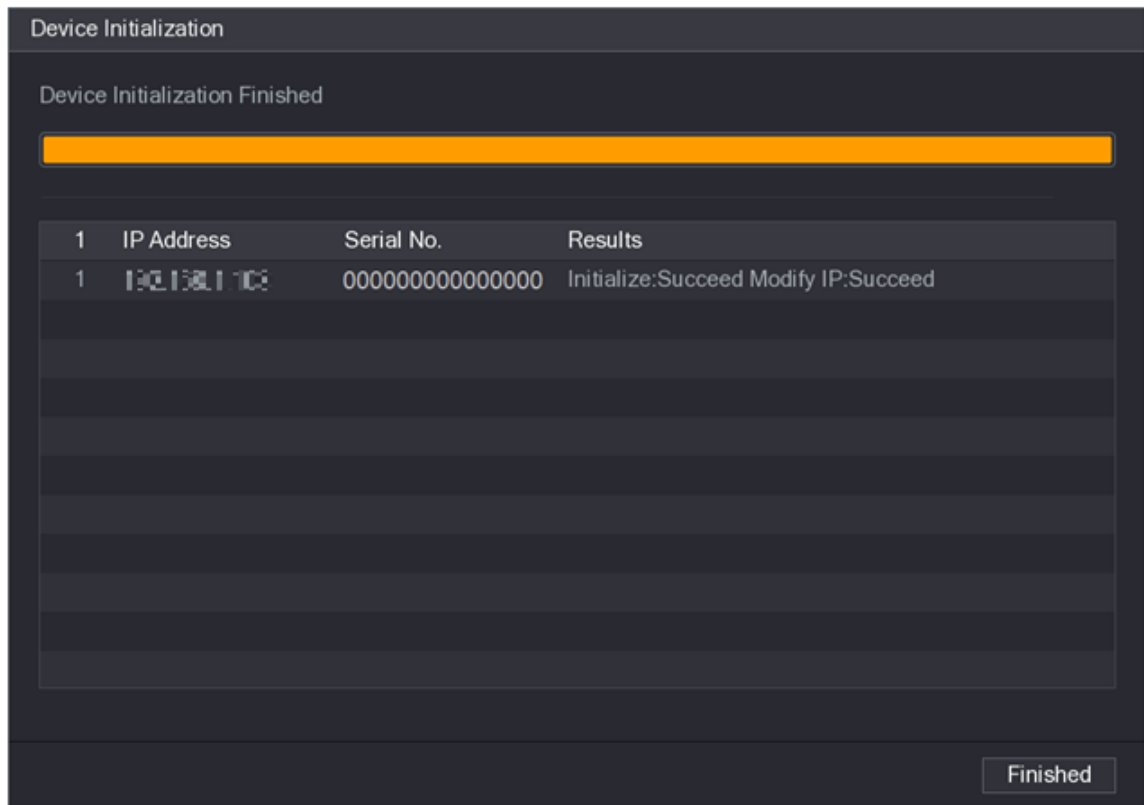 Device Initialization
Device Initialization Finished
1 IP Address Serial No. Results
1 000000000000000 Initialize:Succeed Modify IP:Succeed
Finished